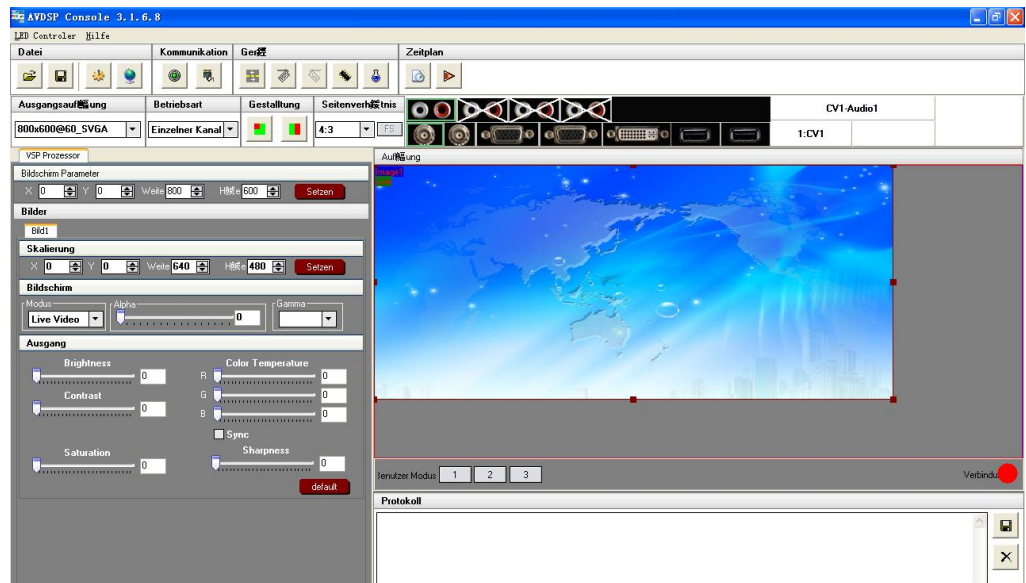 AVDSP Console 3.1.6.8
LED Controler Hilfe
Datei Kommunikation Zeitplan
Betriebsart Gestalltung
800x600@60_SVGA Einzelner Kanal 4:3 FS
CV1-Audio1
1:CV1
VSP Prozessor
Bildschirm Parameter
X 0 Y 0 Weite 800 600 Setzen
Bilder
Bild1
Skalierung
X 0 Y 0 Weite 640 480 Setzen
Bildschirm
Modus Alpha Gamma
Live Video 0
Ausgang
Brightness Color Temperature
0 R 0
Contrast G 0
0 B 0
Sync
Saturation Sharpness
0 0
default
Image1
Jenutzer Modus 1 2 3
Verbindu
Protokoll